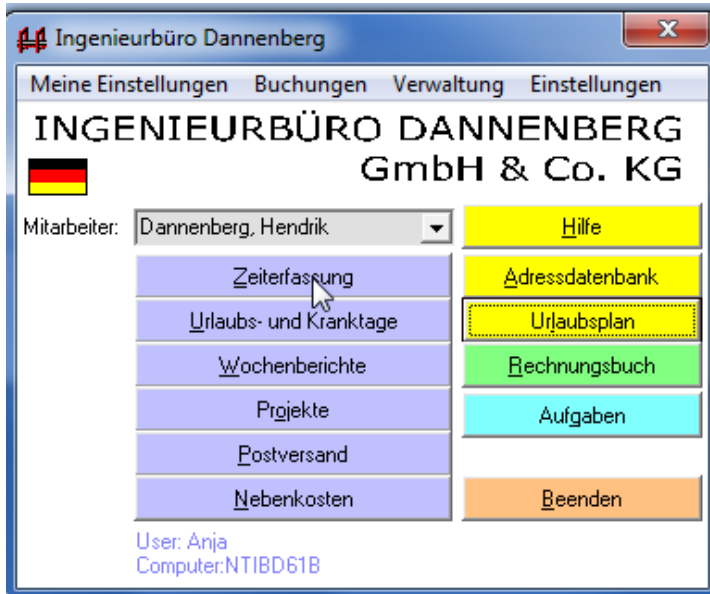 Ingenieurbüro Dannenberg
Meine Einstellungen Buchungen Verwaltung Einstellungen
INGENIEURBÜRO DANNENBERG
GmbH & Co. KG
Mitarbeiter: Dannenberg, Hendrik Hilfe
Zeiterfassung Adressdatenbank
Urlaubs- und Kranktage Urlaubsplan
Wochenberichte Rechnungsbuch
Projekte Aufgaben
Postversand
Nebenkosten Beenden
User: Anja
Computer:NTIBD61B